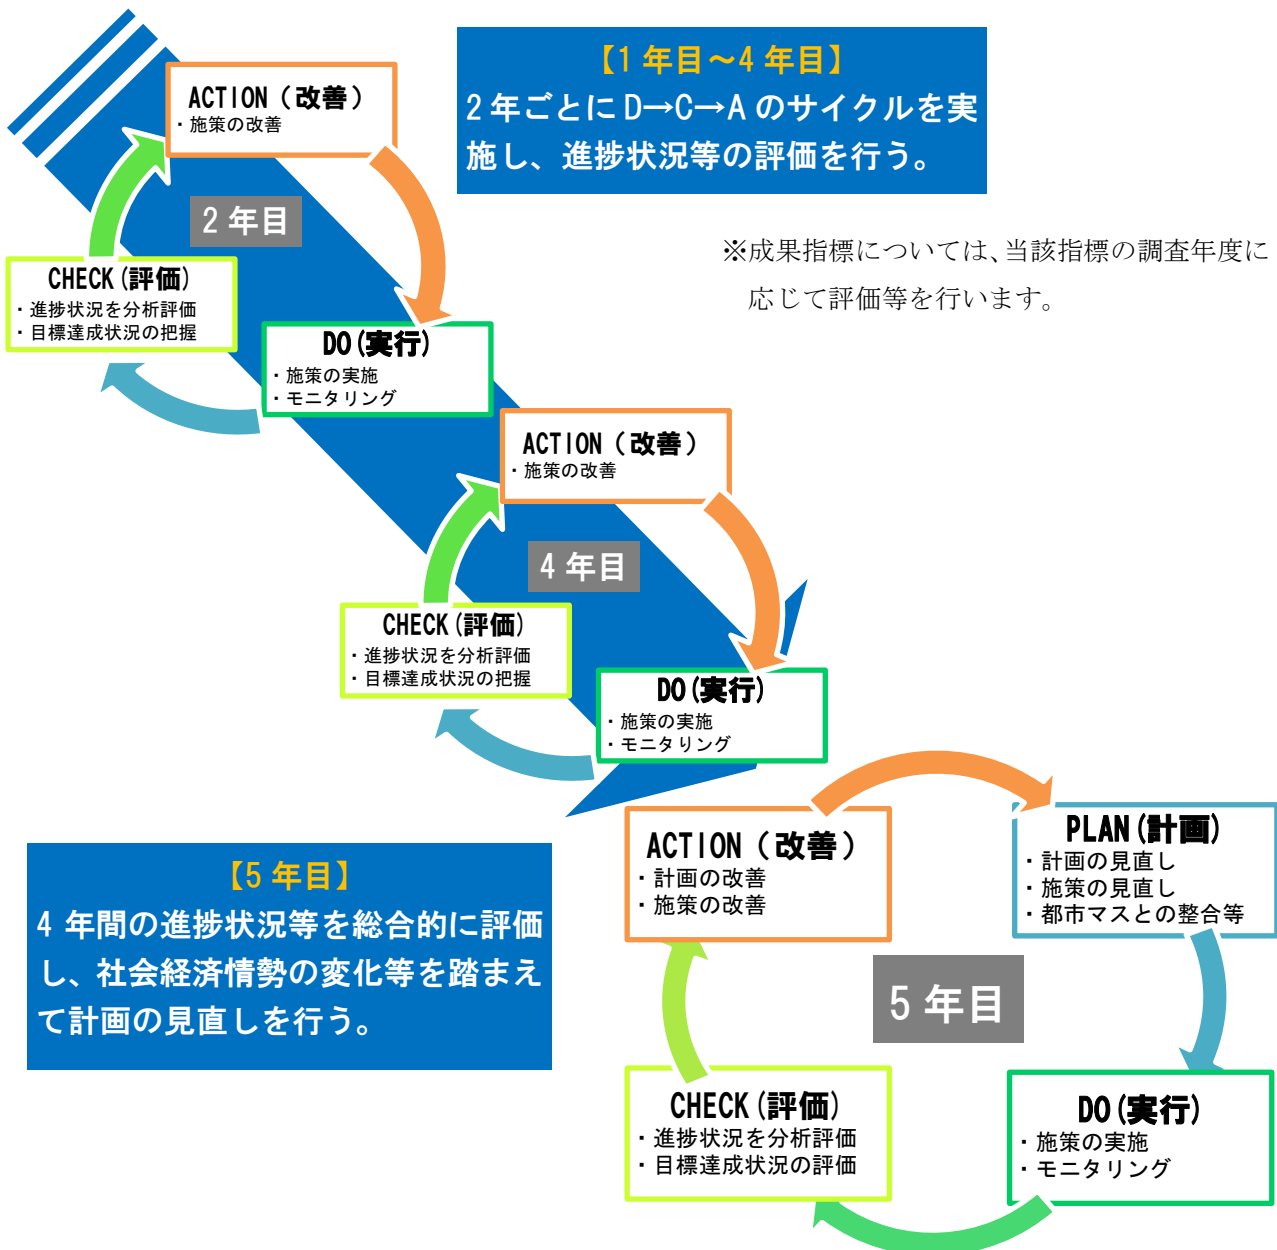 【1年目～4年目】
2年ごとにD→C→Aのサイクルを実
施し、進捗状況等の評価を行う。
ACTION（改善）
・施策の改善
2年目
CHECK(評価)
・進捗状況を分析評価
・目標達成状況の把握
DO(実行)
・施策の実施
・モニタリング
※成果指標については、当該指標の調査年度に
応じて評価等を行います。
ACTION（改善）
・施策の改善
4年目
CHECK(評価)
・進捗状況を分析評価
・目標達成状況の把握
DO(実行)
・施策の実施
・モニタリング
【5年目】
4年間の進捗状況等を総合的に評価
し、社会経済情勢の変化等を踏まえ
て計画の見直しを行う。
ACTION（改善）
・計画の改善
・施策の改善
PLAN(計画)
・計画の見直し
・施策の見直し
・都市マスとの整合等
5年目
CHECK(評価)
・進捗状況を分析評価
・目標達成状況の評価
DO(実行)
・施策の実施
・モニタリング